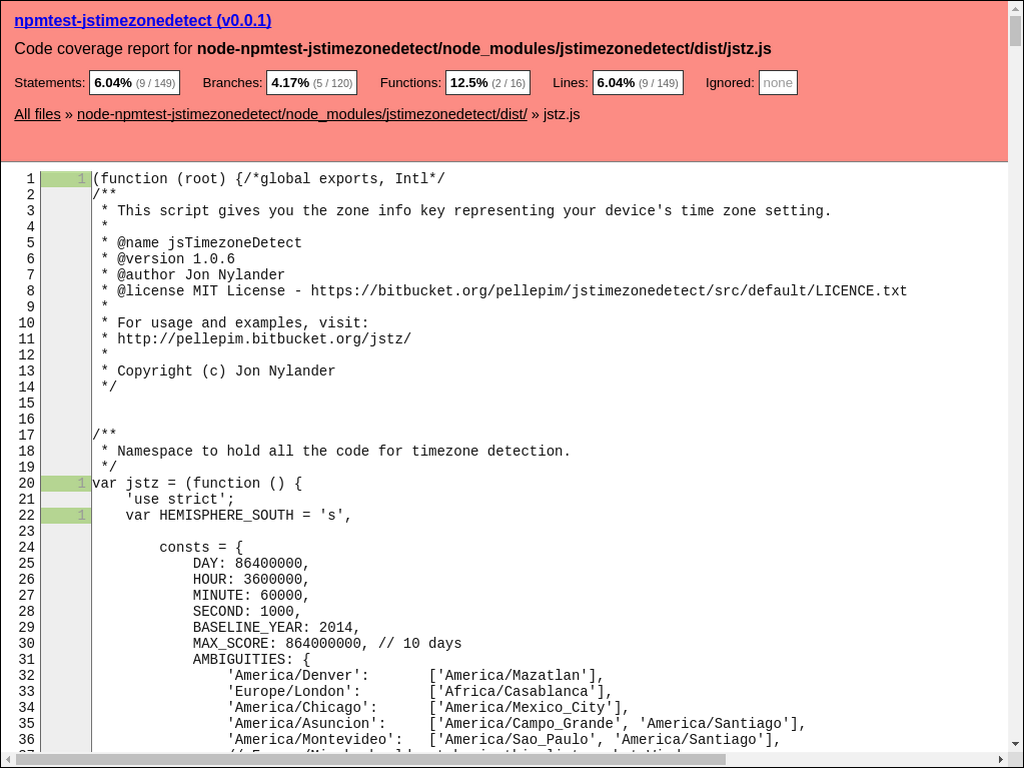 npmtest-jstimezonedetect (v0.0.1)
Code coverage report for node-npmtest-jstimezonedetect/node_modules/jstimezonedetect/dist/jstz.js
Statements: 6.04% (9 / 149) Branches: 4.17% (5 / 120) Functions: 12.5% (2 / 16) Lines: 6.04% (9 / 149) Ignored: none
All files » node-npmtest-jstimezonedetect/node_modules/jstimezonedetect/dist/ » jstz.js
1 1 (function (root) {/*global exports, Intl*/
2 /**
3 * This script gives you the zone info key representing your device's time zone setting.
4 *
5 * @name jsTimezoneDetect
6 * @version 1.0.6
7 * @author Jon Nylander
8 * @license MIT License - https://bitbucket.org/pellepim/jstimezonedetect/src/default/LICENCE.txt
9 *
10 * For usage and examples, visit:
11 * http://pellepim.bitbucket.org/jstz/
12 *
13 * Copyright (c) Jon Nylander
14 */
15
16
17 /**
18 * Namespace to hold all the code for timezone detection.
19 */
20 1 var jstz = (function () {
21 'use strict';
22 1 var HEMISPHERE_SOUTH = 's',
23
24 consts = {
25 DAY: 86400000,
26 HOUR: 3600000,
27 MINUTE: 60000,
28 SECOND: 1000,
29 BASELINE_YEAR: 2014,
30 MAX_SCORE: 864000000, // 10 days
31 AMBIGUITIES: {
32 'America/Denver': ['America/Mazatlan'],
33 'Europe/London': ['Africa/Casablanca'],
34 'America/Chicago': ['America/Mexico_City'],
35 'America/Asuncion': ['America/Campo_Grande', 'America/Santiago'],
36 'America/Montevideo': ['America/Sao_Paulo', 'America/Santiago'],